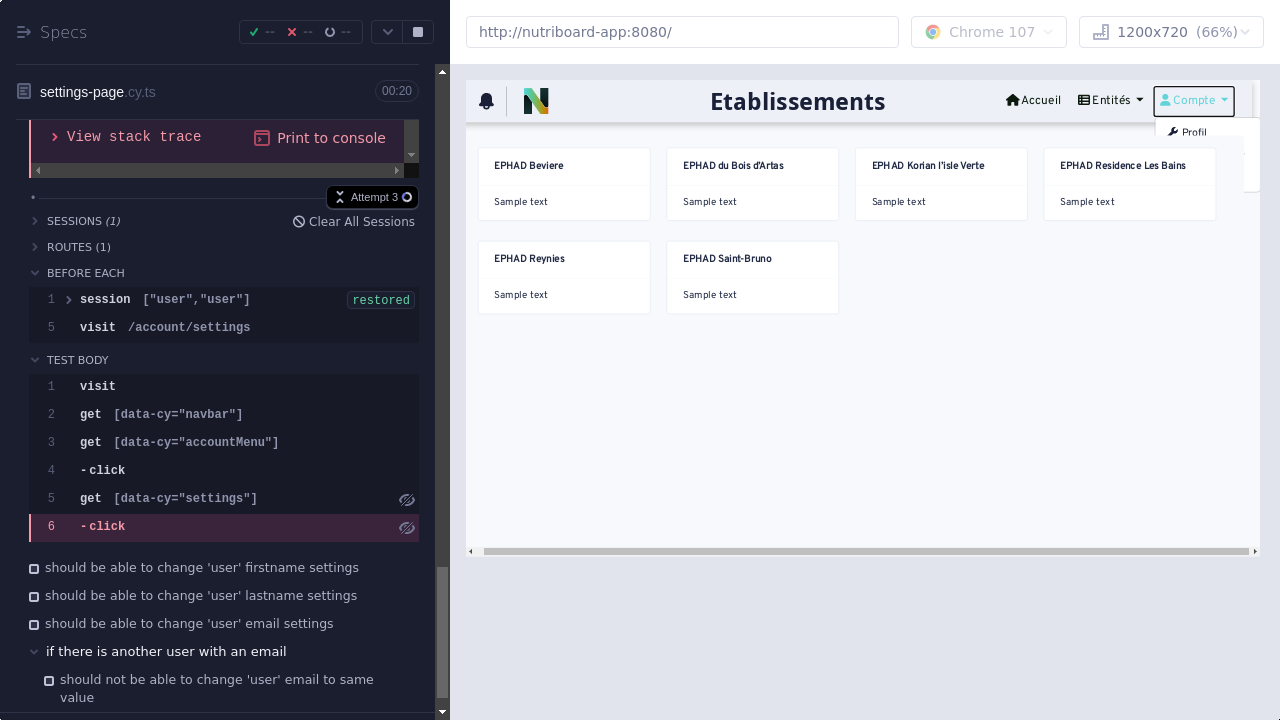 Specs
-- -- --
settings-page.cy.ts
00:20
View stack trace
Print to console
Attempt 3
SESSIONS (1)
Clear All Sessions
ROUTES (1)
BEFORE EACH
1 session ["user","user"] restored
5 visit /account/settings
TEST BODY
1 visit
2 get [data-cy="navbar"]
3 get [data-cy="accountMenu"]
4 -click
5 get [data-cy="settings"]
6 -click
should be able to change 'user' firstname settings
should be able to change 'user' lastname settings
should be able to change 'user' email settings
if there is another user with an email
should not be able to change 'user' email to same
value
http://nutriboard-app:8080/
Chrome 107
1200x720 (66%)
N
Etablissements
Accueil
Entités
Compte
Profil
EPHAD Beviere
Sample text
EPHAD du Bois d'Artas
Sample text
EPHAD Korian l'isle Verte
Sample text
EPHAD Residence Les Bains
Sample text
EPHAD Reynies
Sample text
EPHAD Saint-Bruno
Sample text